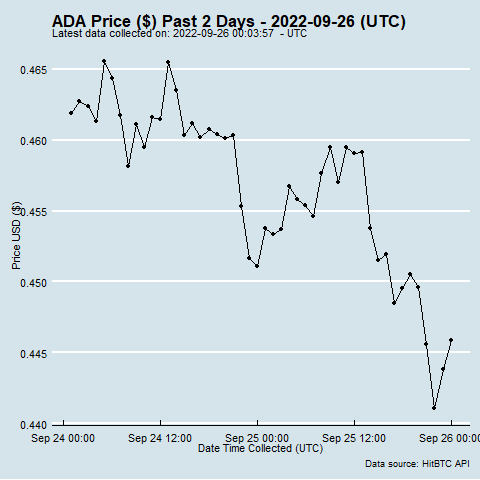 ADA Price ($) Past 2 Days - 2022-09-26 (UTC)
Latest data collected on: 2022-09-26 00:03:57 - UTC
0.465
0.460
0.455
0.450
0.445
0.440
Price USD ($)
Sep 24 00:00 Sep 24 12:00 Sep 25 00:00 Sep 25 12:00 Sep 26 00:00
Date Time Collected (UTC)
Data source: HitBTC API